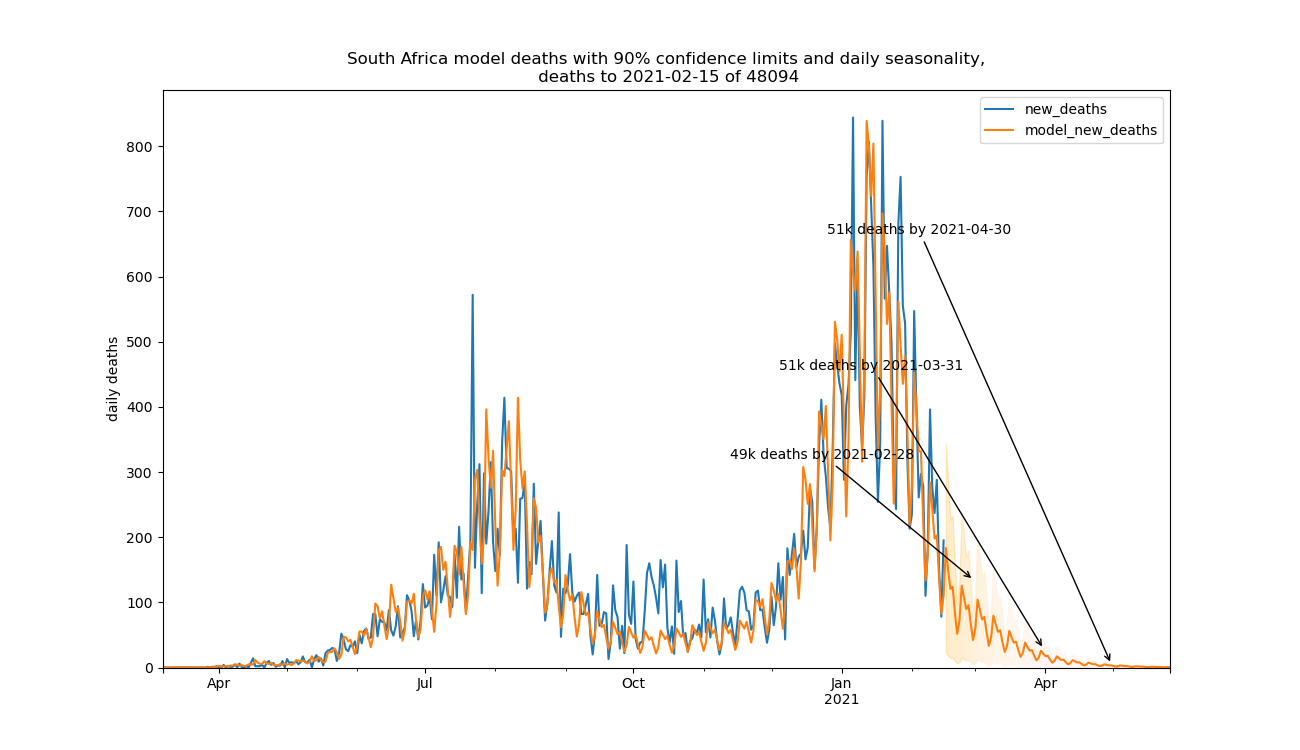 South Africa model deaths with 90% confidence limits and daily seasonality,
deaths to 2021-02-15 of 48094
new_deaths
model_new_deaths
800
700
600
500
400
300
200
100
0
daily deaths
51k deaths by 2021-04-30
51k deaths by 2021-03-31
49k deaths by 2021-02-28
Apr
Jul
Oct
Jan
2021
Apr